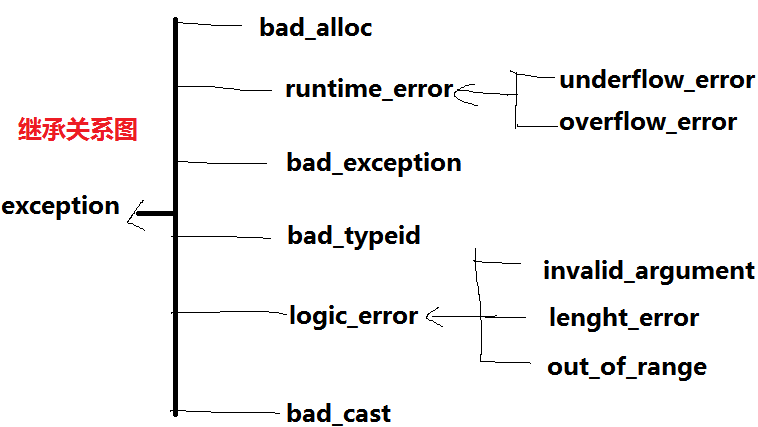 bad_alloc
runtime_error
underflow_error
overflow_error
继承关系图
bad_exception
exception
bad_typeid
invalid_argument
logic_error
lenght_error
out_of_range
bad_cast